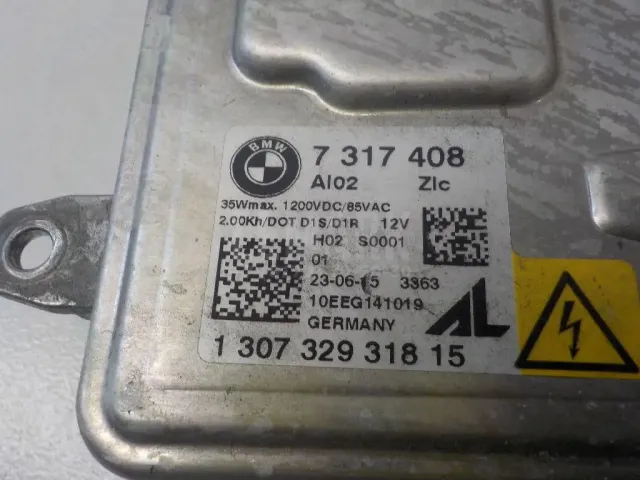 BMW
7 317 408
AI02 ZIc
35Wmax. 1200VDC/85VAC
2.00Kh/DOT D1S/D1R 12V
H02 S0001
01
23-06-15 3363
10EEG141019
GERMANY
AL
1 307 329 318 15